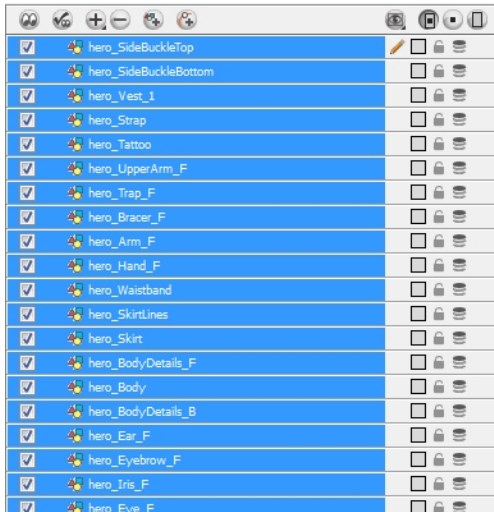 hero_SideBuckleTop
hero_SideBuckleBottom
hero_Vest_1
hero_Strap
hero_Tattoo
hero_UpperArm_F
hero_Trap_F
hero_Bracer_F
hero_Arm_F
hero_Hand_F
hero_Waistband
hero_SkirtLines
hero_Skirt
hero_BodyDetails_F
hero_Body
hero_BodyDetails_B
hero_Ear_F
hero_Eyebrow_F
hero_Iris_F
hero_Eye_F